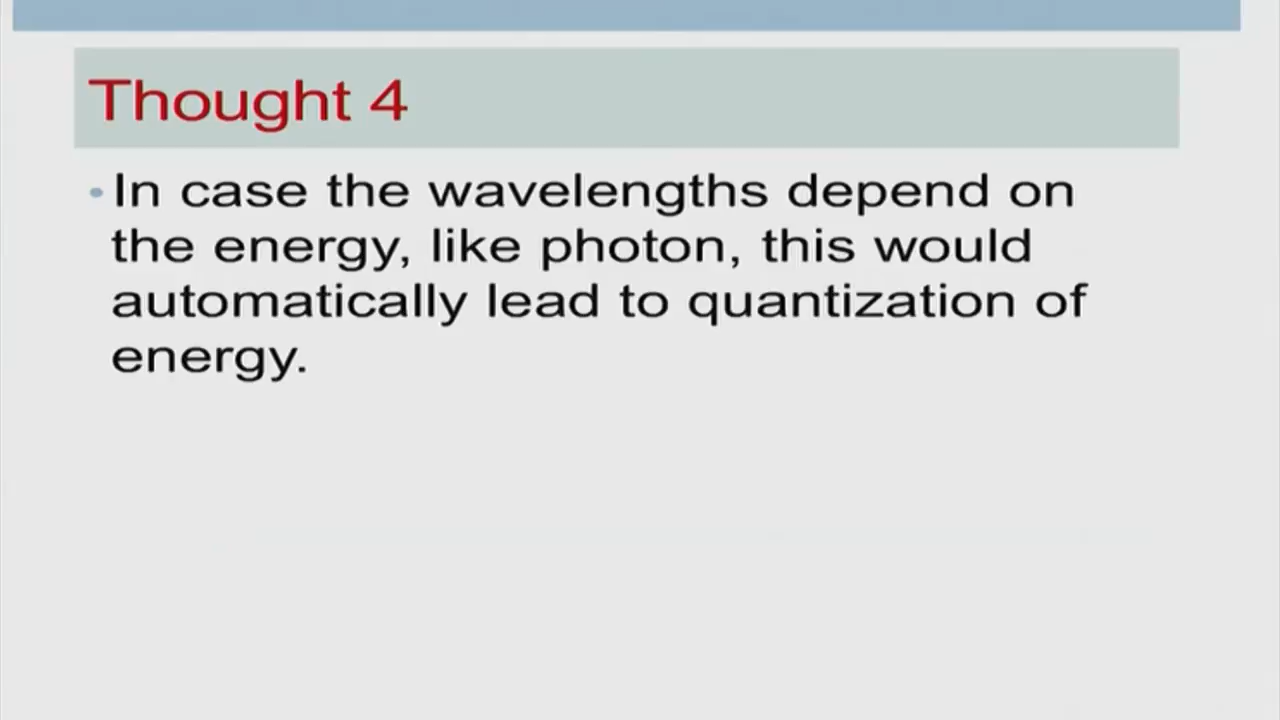 Thought 4
• In case the wavelengths depend on
the energy, like photon, this would
automatically lead to quantization of
energy.